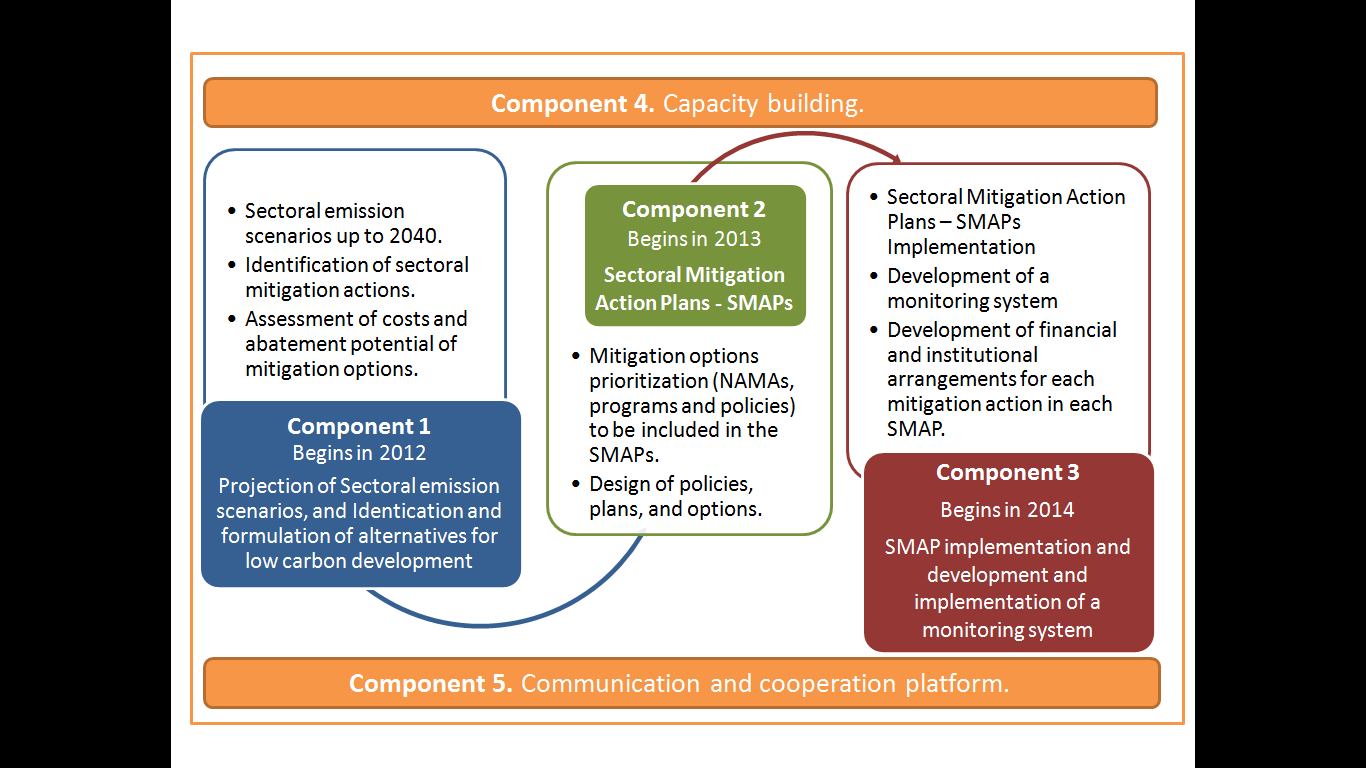 Component 4. Capacity building.
• Sectoral emission
scenarios up to 2040.
• Identification of sectoral
mitigation actions.
• Assessment of costs and
abatement potential of
mitigation options.
Component 1
Begins in 2012
Projection of Sectoral emission
scenarios, and Identication and
formulation of alternatives for
low carbon development
Component 2
Begins in 2013
Sectoral Mitigation
Action Plans - SMAPs
• Mitigation options
prioritization (NAMAs,
programs and policies)
to be included in the
SMAPs.
• Design of policies,
plans, and options.
• Sectoral Mitigation Action
Plans – SMAPs
Implementation
• Development of a
monitoring system
• Development of financial
and institutional
arrangements for each
mitigation action in each
SMAP.
Component 3
Begins in 2014
SMAP implementation and
development and
implementation of a
monitoring system
Component 5. Communication and cooperation platform.